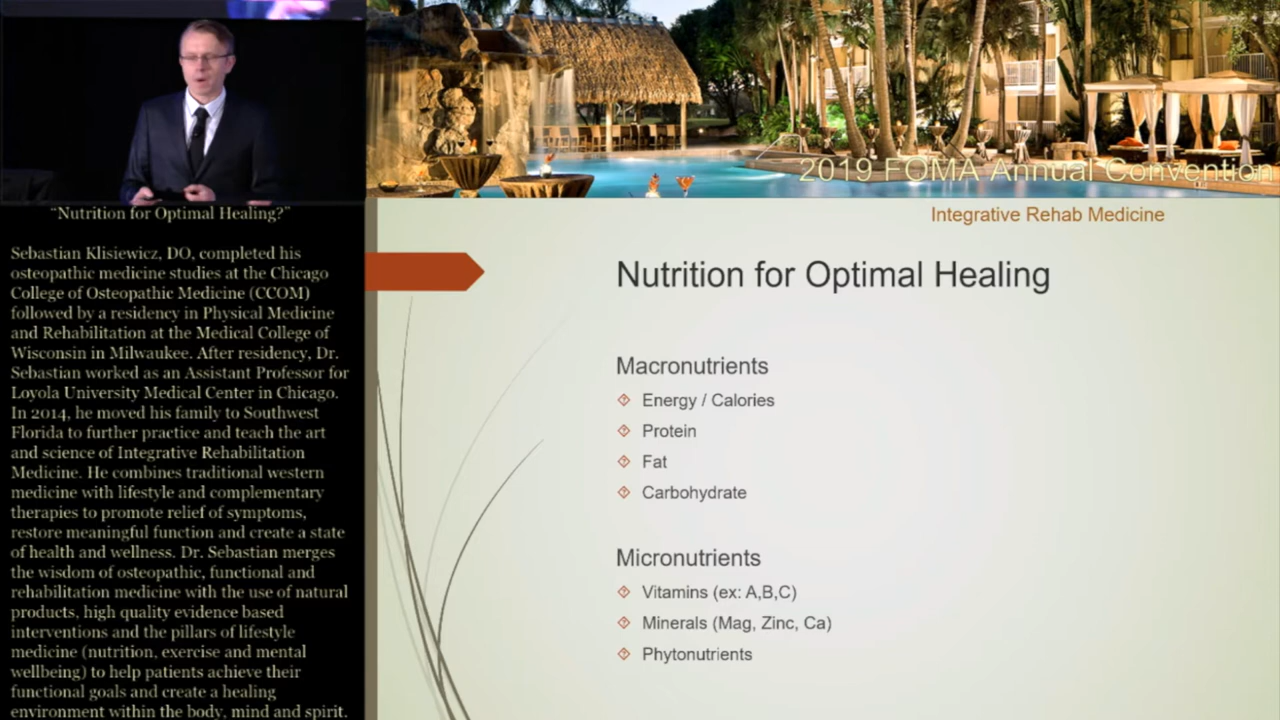 "Nutrition for Optimal Healing?"
Sebastian Klisiewicz, DO, completed his
osteopathic medicine studies at the Chicago
College of Osteopathic Medicine (CCOM)
followed by a residency in Physical Medicine
and Rehabilitation at the Medical College of
Wisconsin in Milwaukee. After residency, Dr.
Sebastian worked as an Assistant Professor for
Loyola University Medical Center in Chicago.
In 2014, he moved his family to Southwest
Florida to further practice and teach the art
and science of Integrative Rehabilitation
Medicine. He combines traditional western
medicine with lifestyle and complementary
therapies to promote relief of symptoms,
restore meaningful function and create a state
of health and wellness. Dr. Sebastian merges
the wisdom of osteopathic, functional and
rehabilitation medicine with the use of natural
products, high quality evidence based
interventions and the pillars of lifestyle
medicine (nutrition, exercise and mental
wellbeing) to help patients achieve their
functional goals and create a healing
environment within the body, mind and spirit.
2019 FOMA Annual Convention
Integrative Rehab Medicine
Nutrition for Optimal Healing
Macronutrients
Energy / Calories
Protein
Fat
Carbohydrate
Micronutrients
Vitamins (ex: A,B,C)
Minerals (Mag, Zinc, Ca)
Phytonutrients